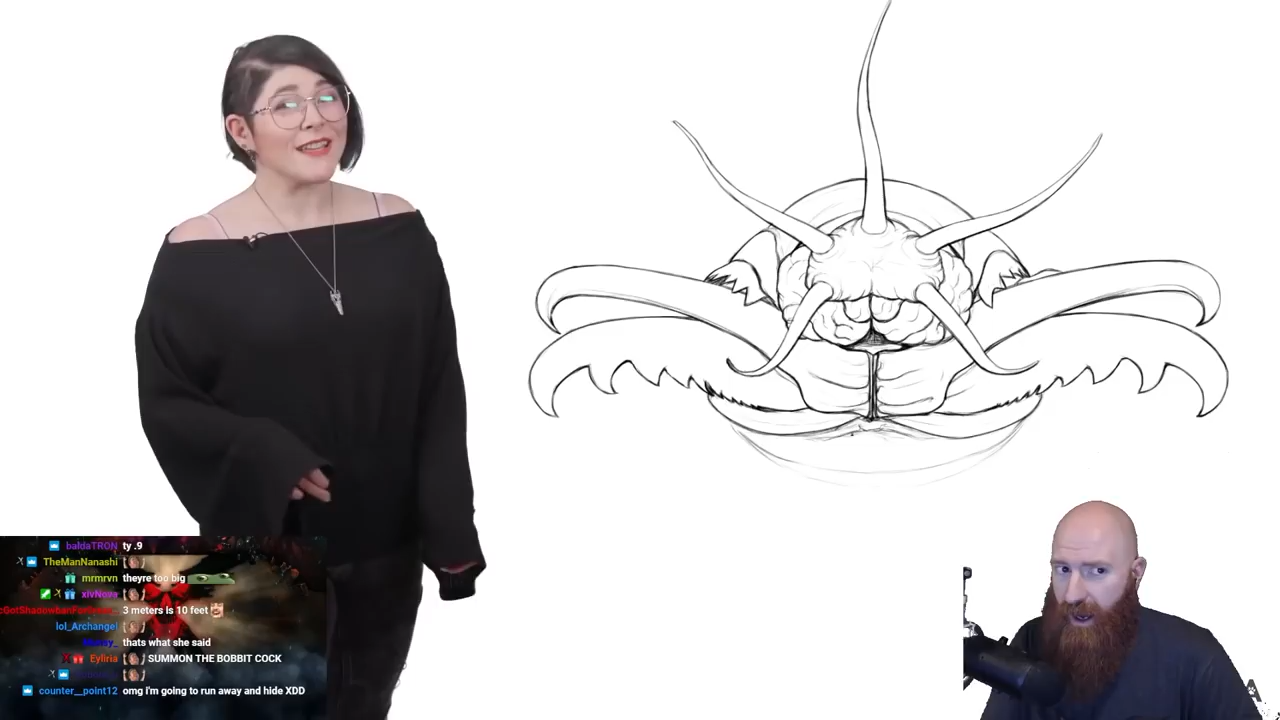 baldaTRON ty .9
TheManNanashi
mrmrvn theyre too big
xivNova
3 meters Is 10 feet
lol_Archangel
thats what she said
Eyliria SUMMON THE BOBBIT COCK
counter__point12 omg I'm going to run away and hide XDD